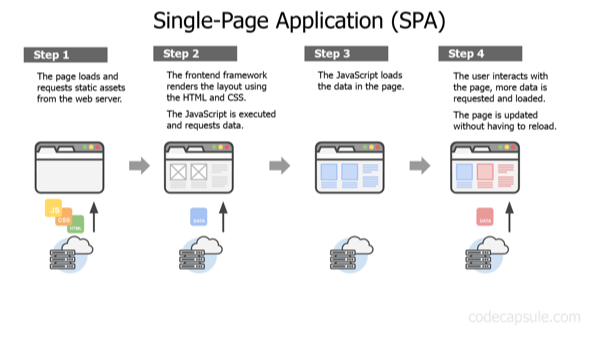 Single-Page Application (SPA)
Step 1
The page loads and
requests static assets
from the web server.
Step 2
The frontend framework
renders the layout using
the HTML and CSS.
The JavaScript is executed
and requests data.
Step 3
The JavaScript loads
the data in the page.
Step 4
The user interacts with
the page, more data is
requested and loaded.
The page is updated
without having to reload.
JS
CSS
HTML
DATA
DATA
codecapsule.com